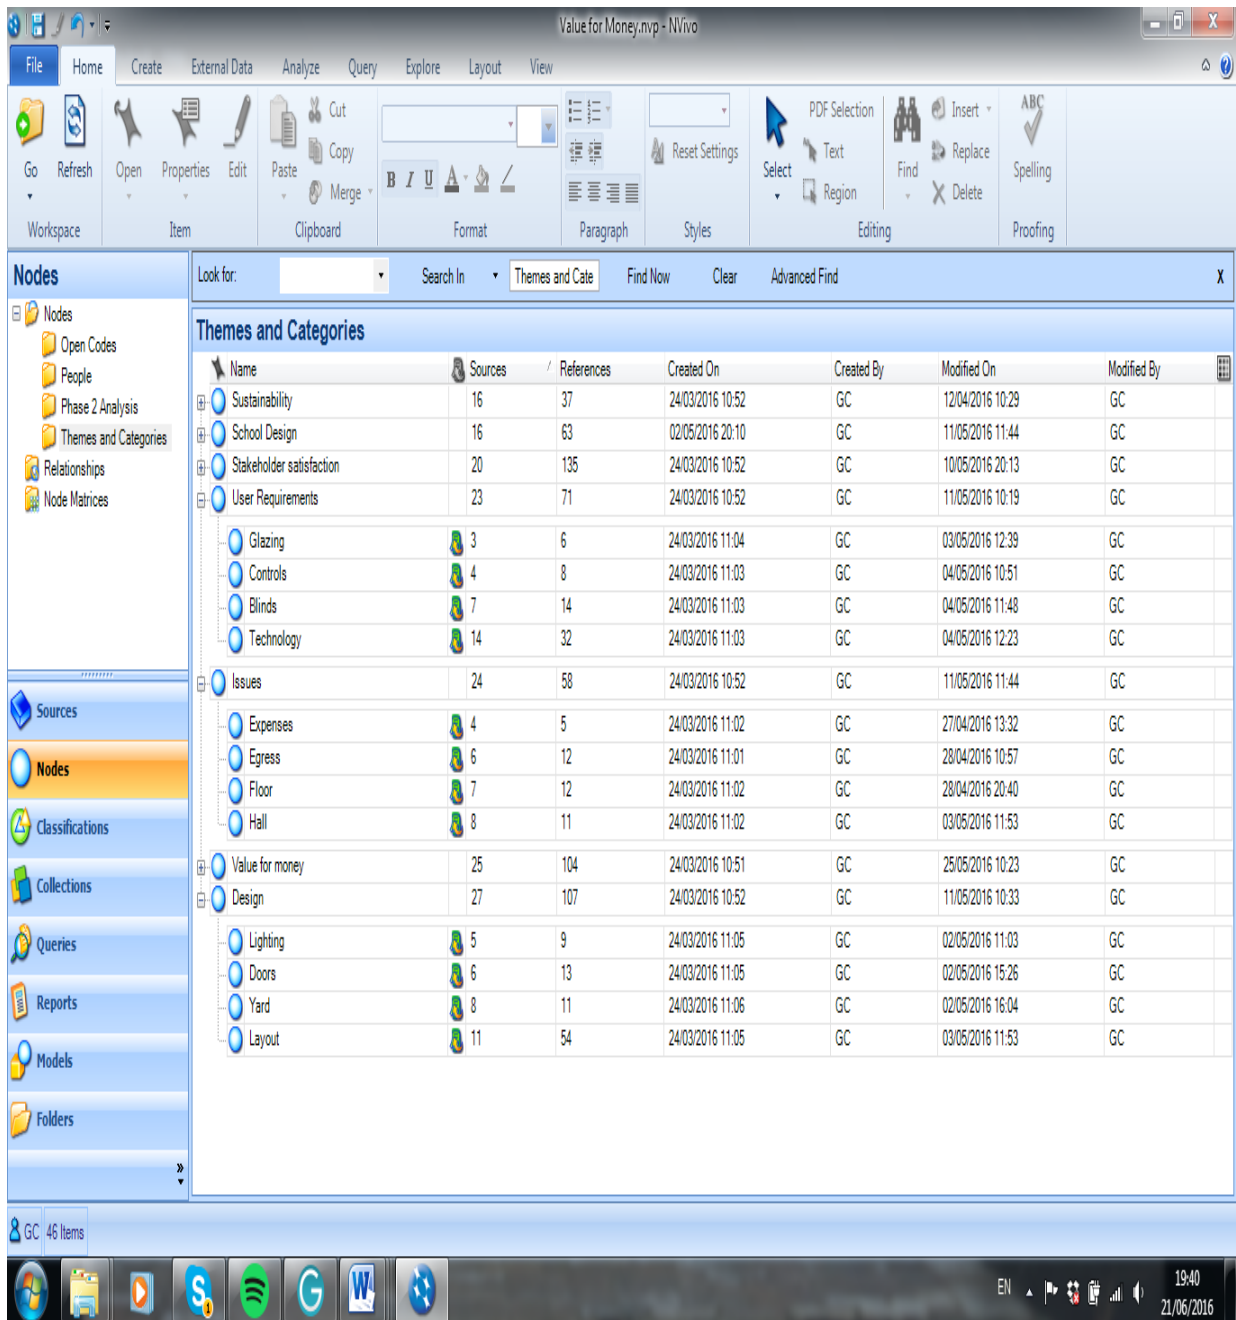 Value for Money.nvp - NVivo
File Home Create External Data Analyze Query Explore Layout View
Go Refresh Open Properties Edit Paste Cut Copy Merge
B I U A
Reset Settings
Select PDF Selection Text Region
Find Insert Replace Delete
ABC Spelling
Workspace Item Clipboard Format Paragraph Styles Editing Proofing
Nodes
Look for: Search In Themes and Cate Find Now Clear Advanced Find X
Nodes
Open Codes
People
Phase 2 Analysis
Themes and Categories
Relationships
Node Matrices
Sources
Nodes
Classifications
Collections
Queries
Reports
Models
Folders
Themes and Categories
Name Sources References Created On Created By Modified On Modified By
Sustainability 16 37 24/03/2016 10:52 GC 12/04/2016 10:29 GC
School Design 16 63 02/05/2016 20:10 GC 11/05/2016 11:44 GC
Stakeholder satisfaction 20 135 24/03/2016 10:52 GC 10/05/2016 20:13 GC
User Requirements 23 71 24/03/2016 10:52 GC 11/05/2016 10:19 GC
Glazing 3 6 24/03/2016 11:04 GC 03/05/2016 12:39 GC
Controls 4 8 24/03/2016 11:03 GC 04/05/2016 10:51 GC
Blinds 7 14 24/03/2016 11:03 GC 04/05/2016 11:48 GC
Technology 14 32 24/03/2016 11:03 GC 04/05/2016 12:23 GC
Issues 24 58 24/03/2016 10:52 GC 11/05/2016 11:44 GC
Expenses 4 5 24/03/2016 11:02 GC 27/04/2016 13:32 GC
Egress 6 12 24/03/2016 11:01 GC 28/04/2016 10:57 GC
Floor 7 12 24/03/2016 11:02 GC 28/04/2016 20:40 GC
Hall 8 11 24/03/2016 11:02 GC 03/05/2016 11:53 GC
Value for money 25 104 24/03/2016 10:51 GC 25/05/2016 10:23 GC
Design 27 107 24/03/2016 10:52 GC 11/05/2016 10:33 GC
Lighting 5 9 24/03/2016 11:05 GC 02/05/2016 11:03 GC
Doors 6 13 24/03/2016 11:05 GC 02/05/2016 15:26 GC
Yard 8 11 24/03/2016 11:06 GC 02/05/2016 16:04 GC
Layout 11 54 24/03/2016 11:05 GC 03/05/2016 11:53 GC
GC 46 Items
EN 19:40
21/06/2016